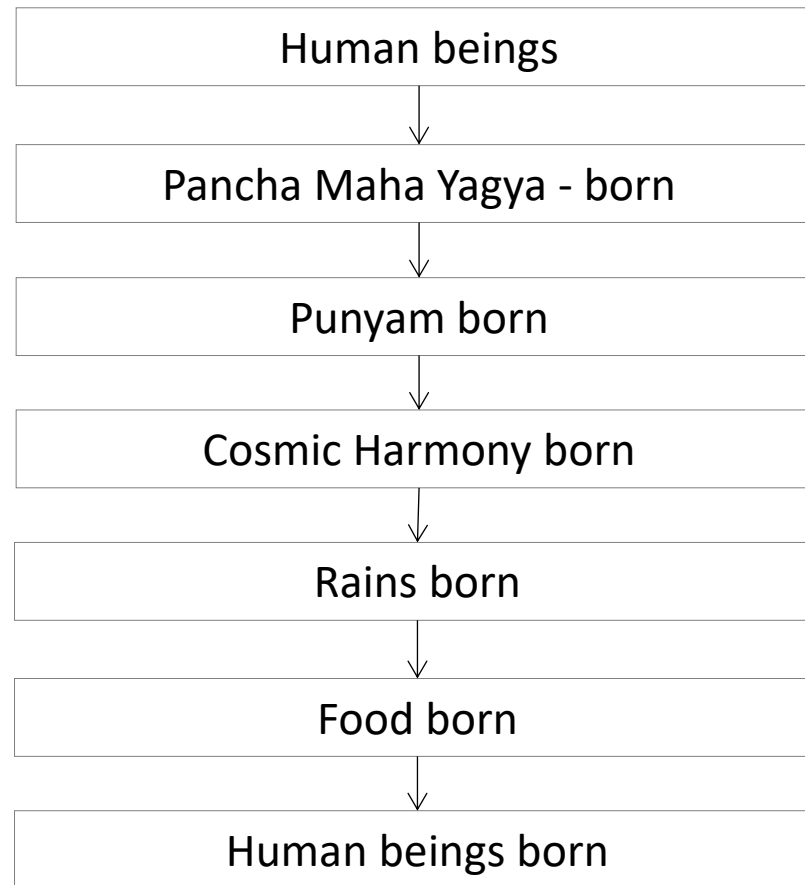 Human beings
Pancha Maha Yagya - born
Punyam born
Cosmic Harmony born
Rains born
Food born
Human beings born